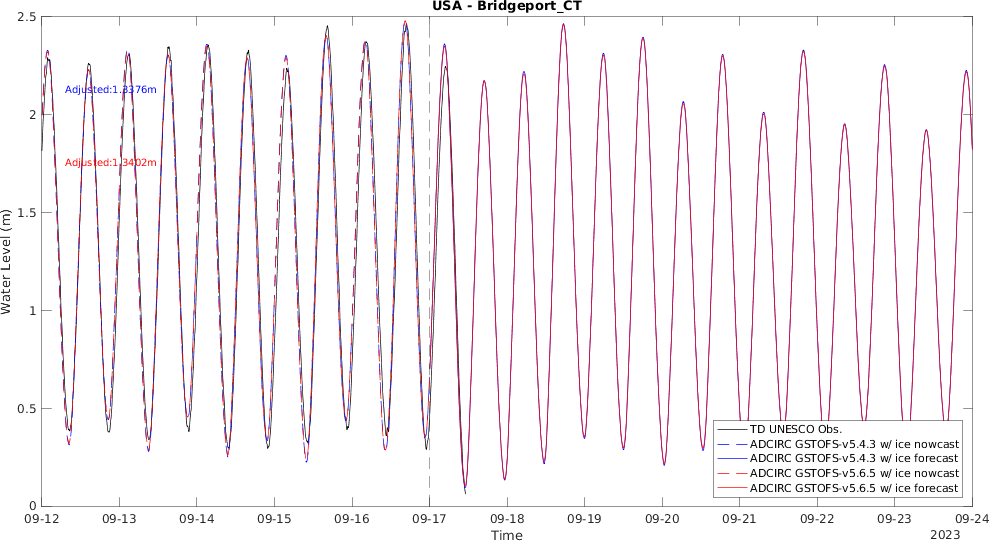 USA - Bridgeport_CT
2.5
2
1.5
1
0.5
0
Water Level (m)
Adjusted:1.3376m
Adjusted:1.3402m
TD UNESCO Obs.
ADCIRC GSTOFS-v5.4.3 w/ ice nowcast
ADCIRC GSTOFS-v5.4.3 w/ ice forecast
ADCIRC GSTOFS-v5.6.5 w/ ice nowcast
ADCIRC GSTOFS-v5.6.5 w/ ice forecast
09-12 09-13 09-14 09-15 09-16 09-17 09-18 09-19 09-20 09-21 09-22 09-23 09-24
Time
2023